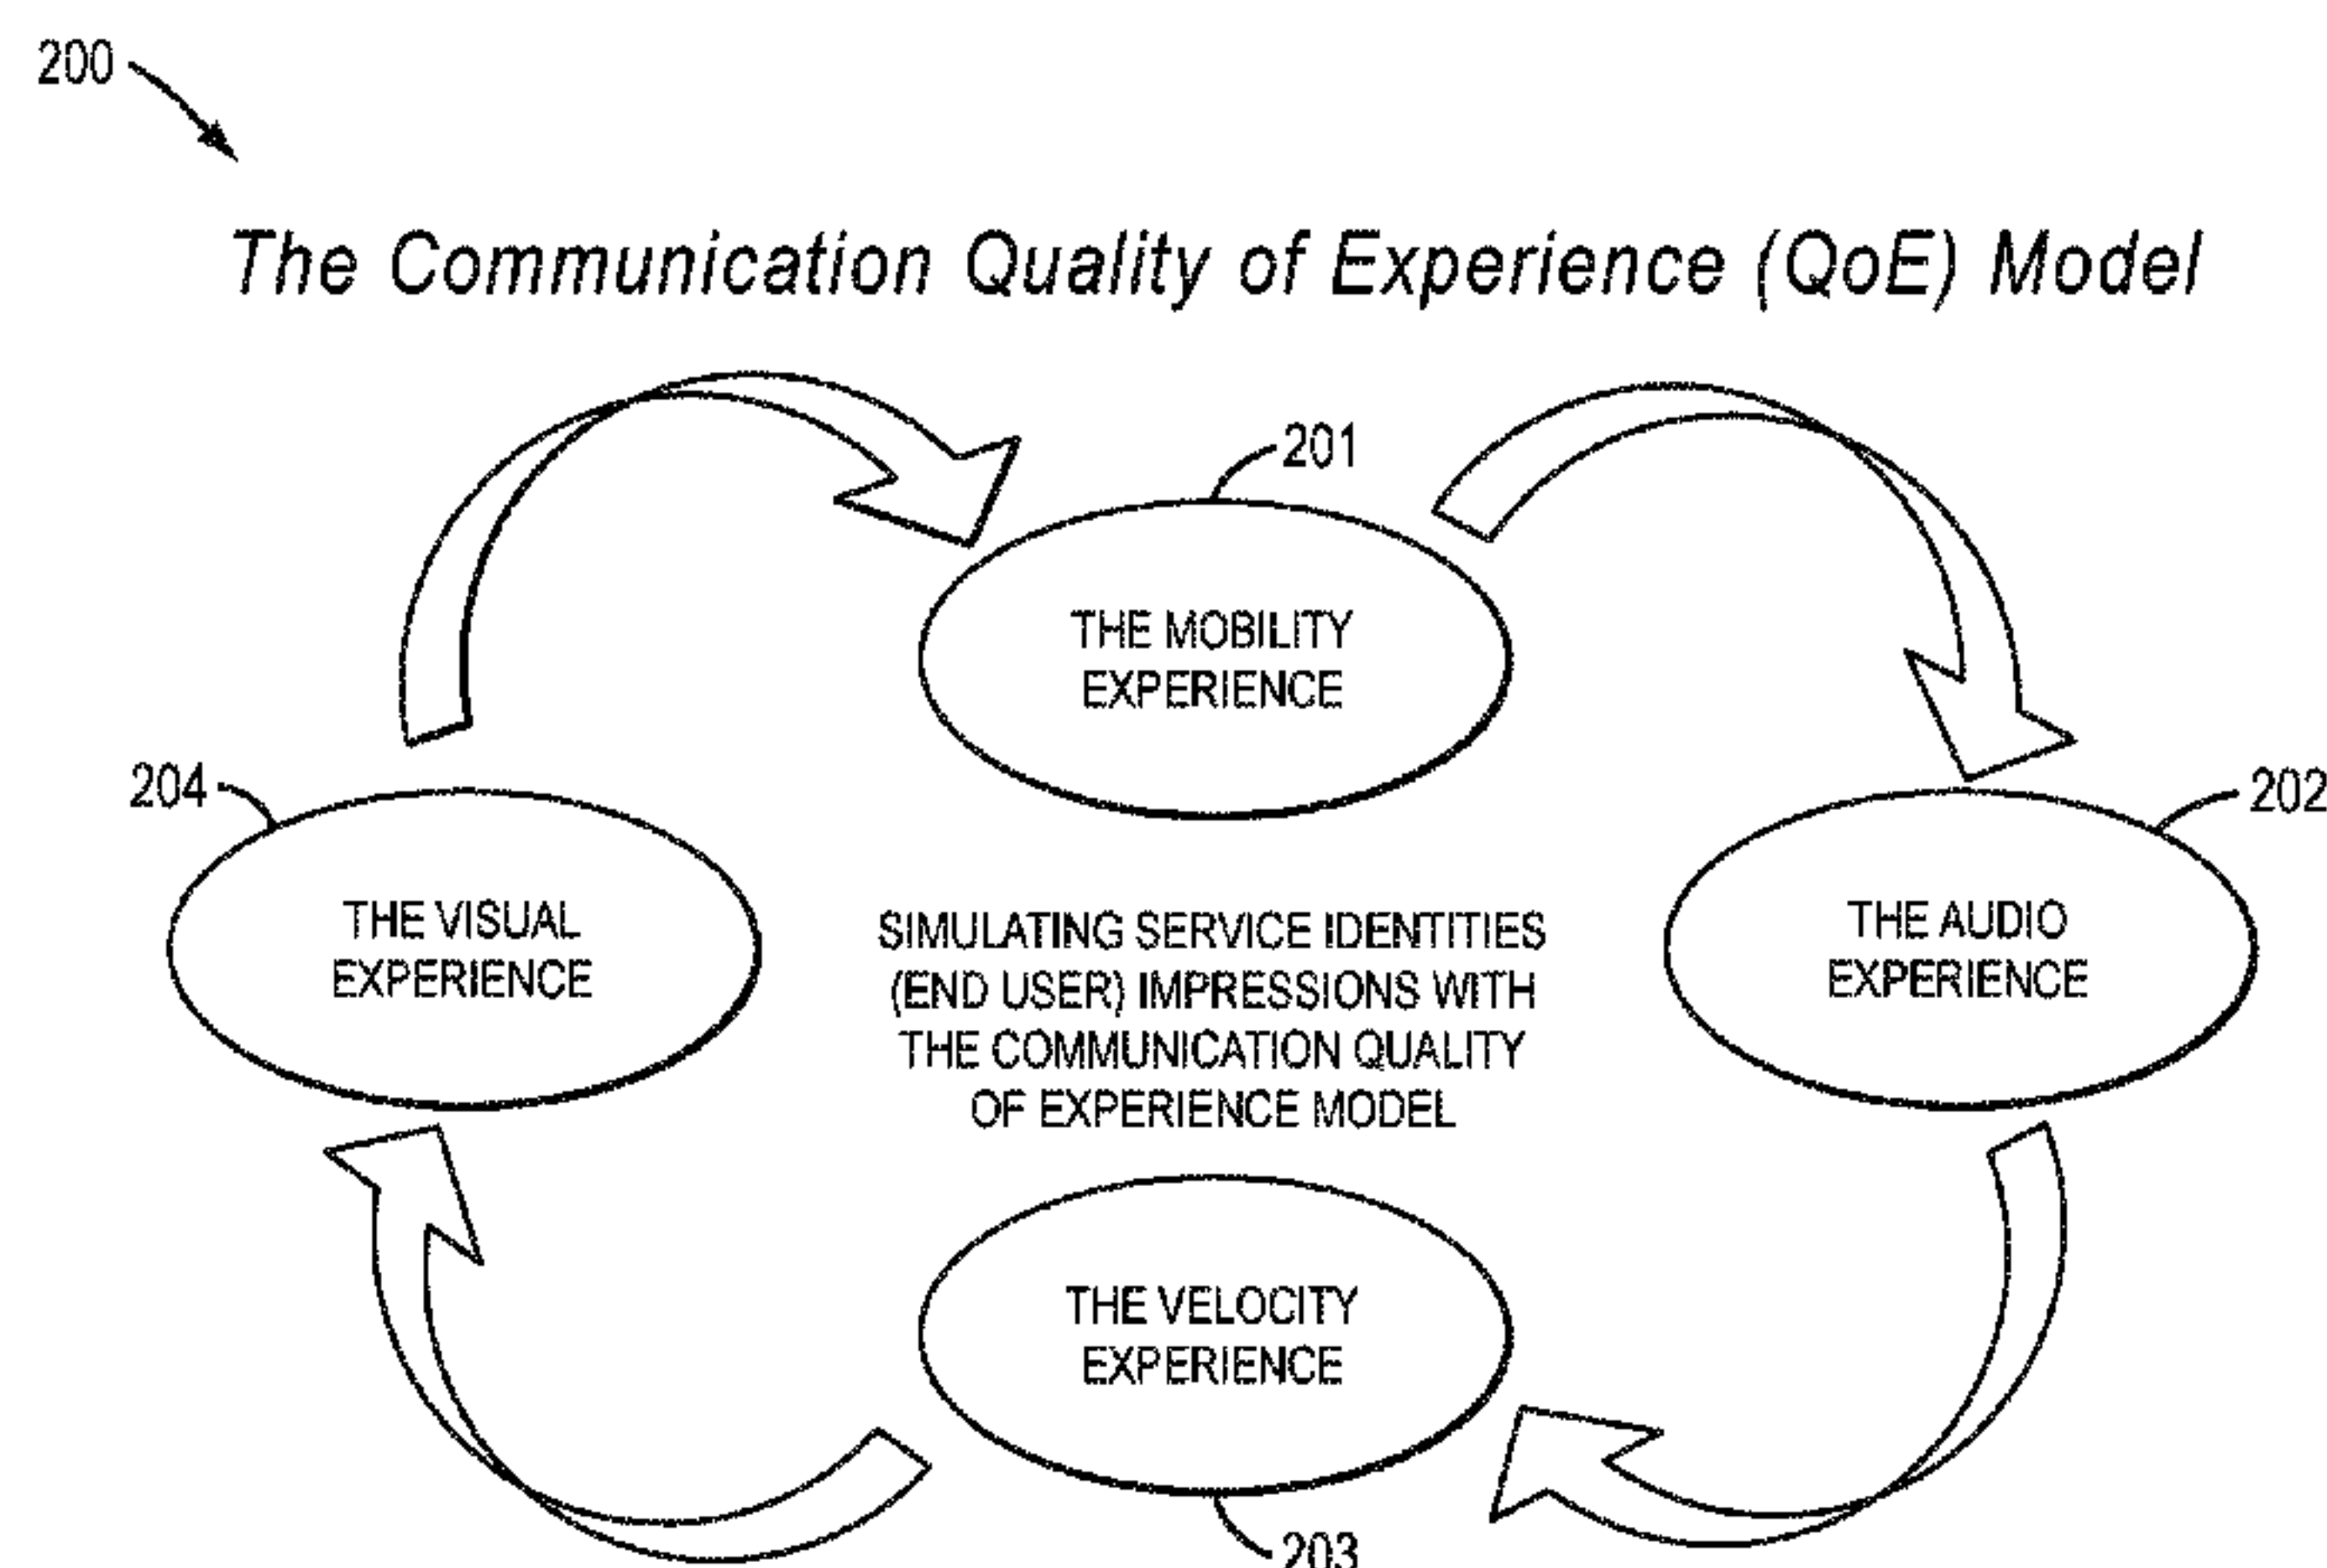 200
The Communication Quality of Experience (QoE) Model
201
THE MOBILITY
EXPERIENCE
204
202
THE VISUAL
EXPERIENCE
SIMULATING SERVICE IDENTITIES
(END USER) IMPRESSIONS WITH
THE COMMUNICATION QUALITY
OF EXPERIENCE MODEL
THE AUDIO
EXPERIENCE
THE VELOCITY
EXPERIENCE
203